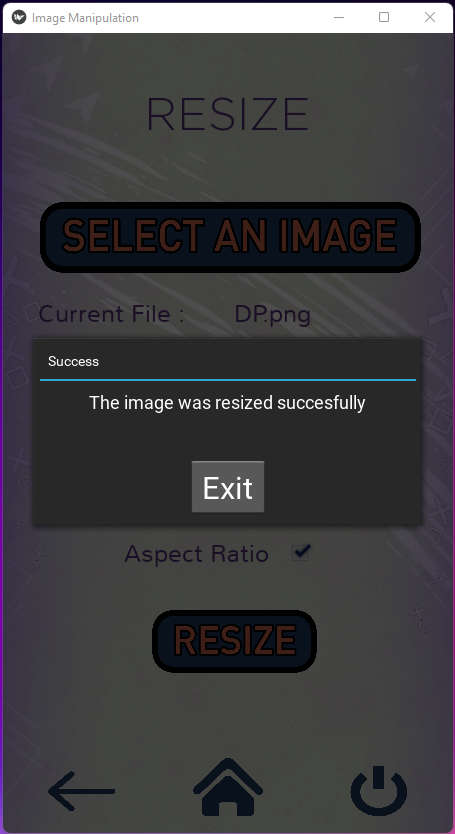 Image Manipulation
RESIZE
SELECT AN IMAGE
Current File : DP.png
Success
The image was resized succesfully
Exit
Aspect Ratio
RESIZE